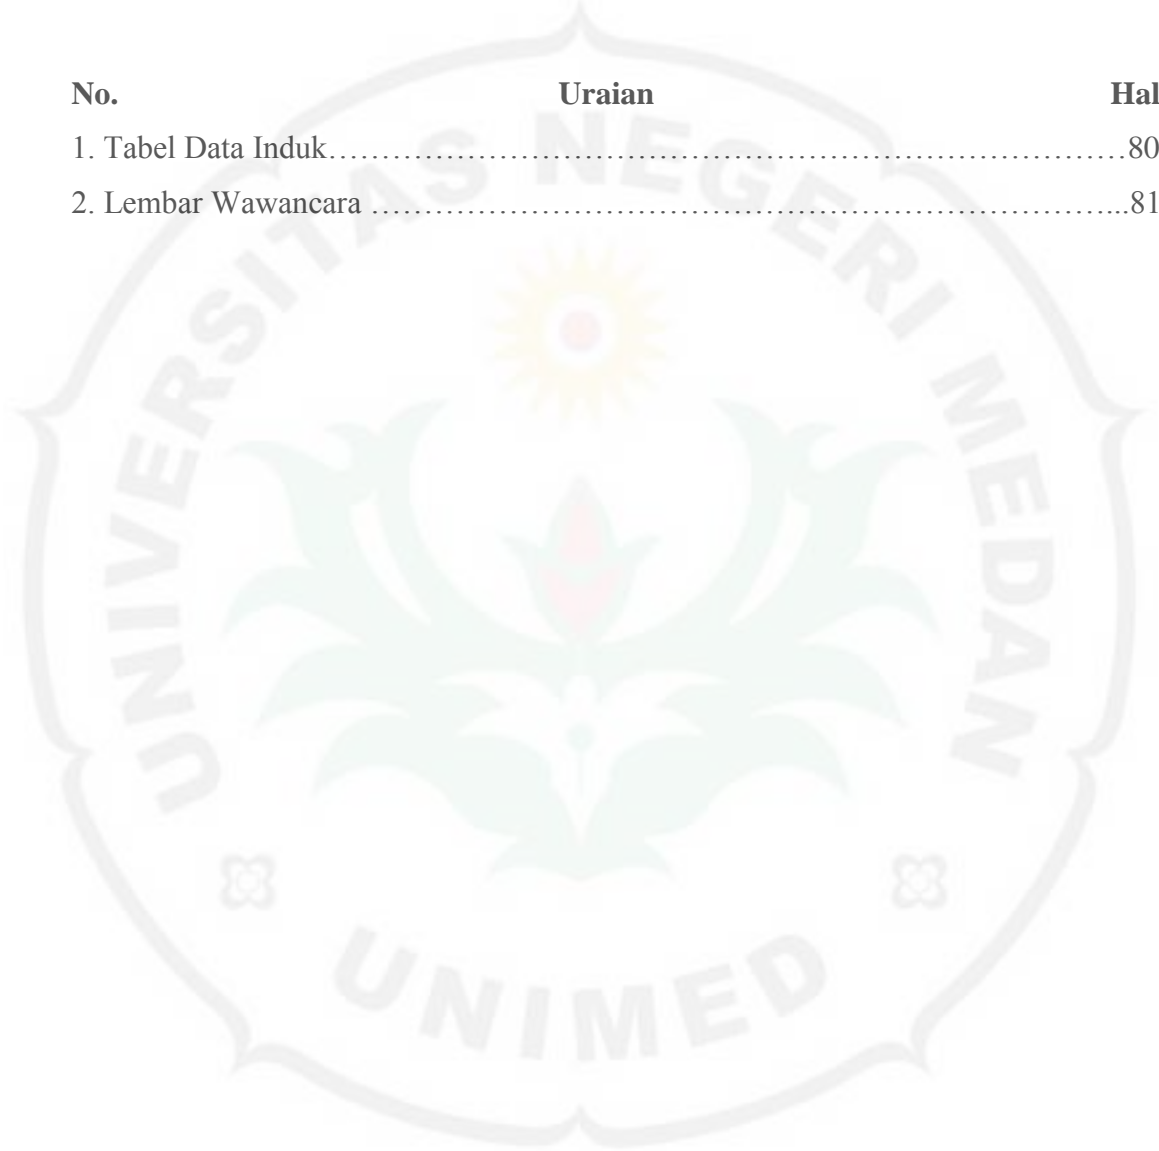 No. Uraian Hal
1. Tabel Data Induk……………………………………………………………………80
2. Lembar Wawancara ………………………………………………………………...81
UNIVERSITAS NEGERI MEDAN
UNIMED